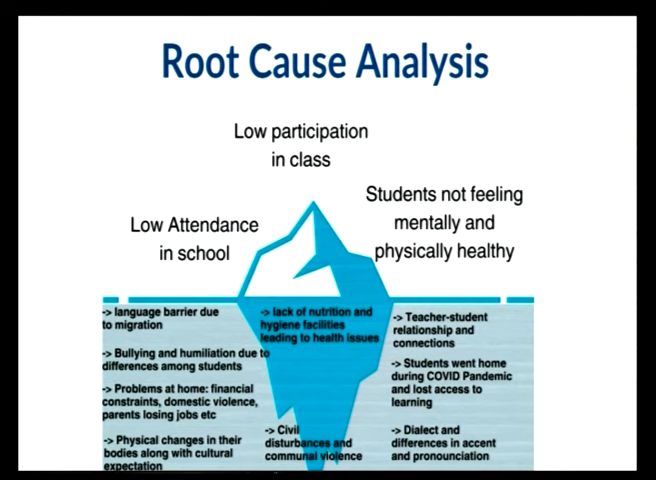 Root Cause Analysis
Low participation
in class
Students not feeling
mentally and
physically healthy
Low Attendance
in school
-> language barrier due
to migration
-> Bullying and humiliation due to
differences among students
-> Problems at home: financial
constraints, domestic violence,
parents losing jobs etc
-> Physical changes in their
bodies along with cultural
expectation
-> lack of nutrition and
hygiene facilities
leading to health issues
-> Civil
disturbances and
communal violence
-> Teacher-student
relationship and
connections
-> Students went home
during COVID Pandemic
and lost access to
learning
-> Dialect and
differences in accent
and pronounciation